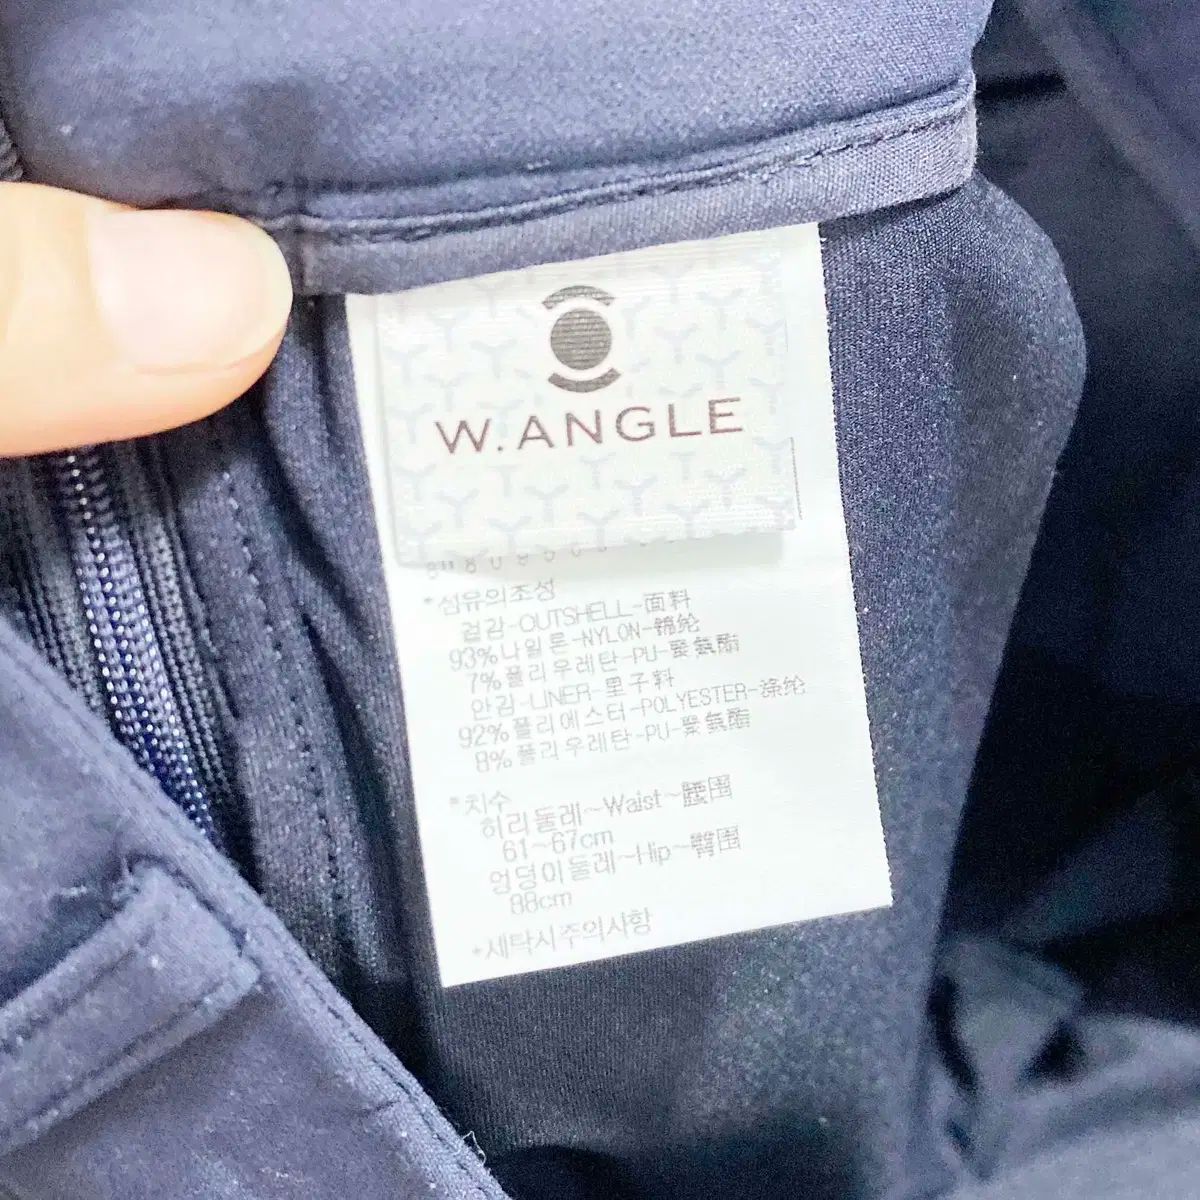 W.ANGLE
*섬유의조성
겉감-OUTSHELL-面料
93%나일론-NYLON-锦纶
7%폴리우레탄-PU-聚氨酯
안감-LINER-里子料
92%폴리에스터-POLYESTER-涤纶
8%폴리우레탄-PU-聚氨酯
*치수
허리둘레~Waist~腰围
61~67cm
엉덩이둘레~Hip~臀围
88cm
*세탁시주의사항